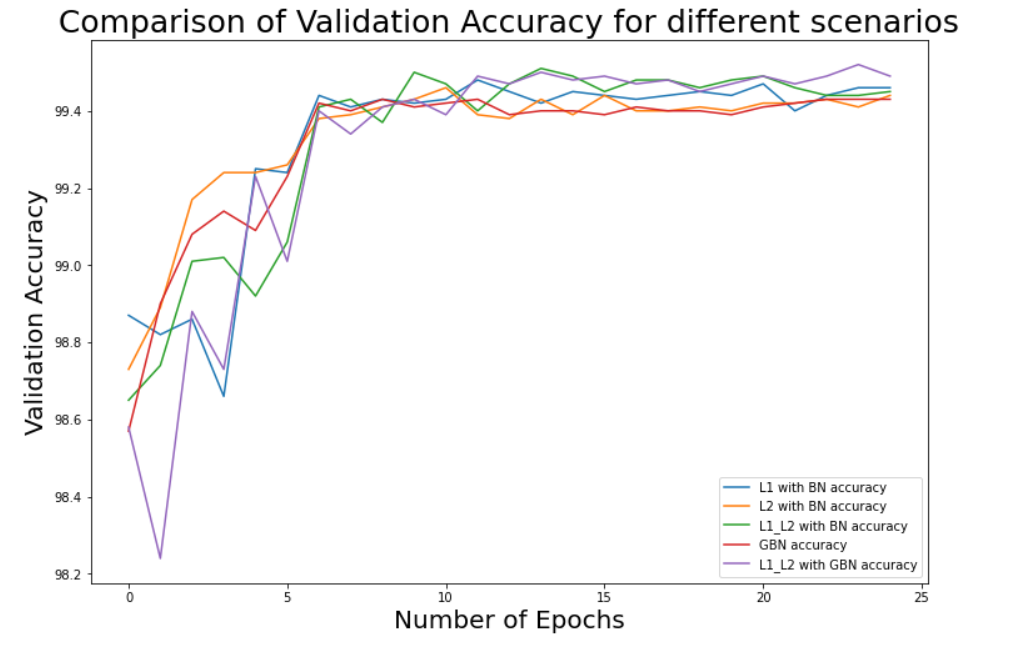 Comparison of Validation Accuracy for different scenarios
Validation Accuracy
99.4
99.2
99.0
98.8
98.6
98.4
98.2
L1 with BN accuracy
L2 with BN accuracy
L1_L2 with BN accuracy
GBN accuracy
L1_L2 with GBN accuracy
0 5 10 15 20 25
Number of Epochs